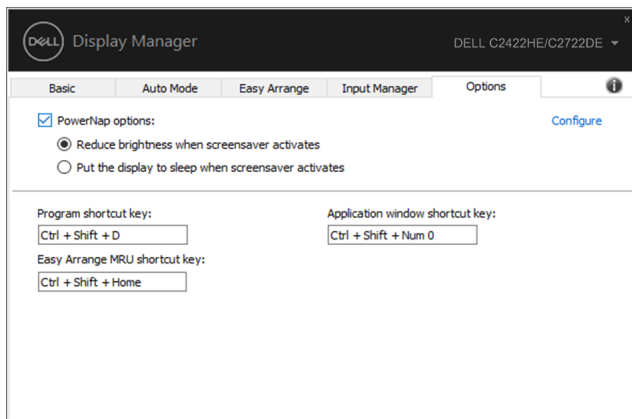 x
DELL Display Manager
DELL C2422HE/C2722DE
Basic Auto Mode Easy Arrange Input Manager Options i
PowerNap options: Configure
Reduce brightness when screensaver activates
Put the display to sleep when screensaver activates
Program shortcut key: Application window shortcut key:
Ctrl + Shift + D Ctrl + Shift + Num 0
Easy Arrange MRU shortcut key:
Ctrl + Shift + Home